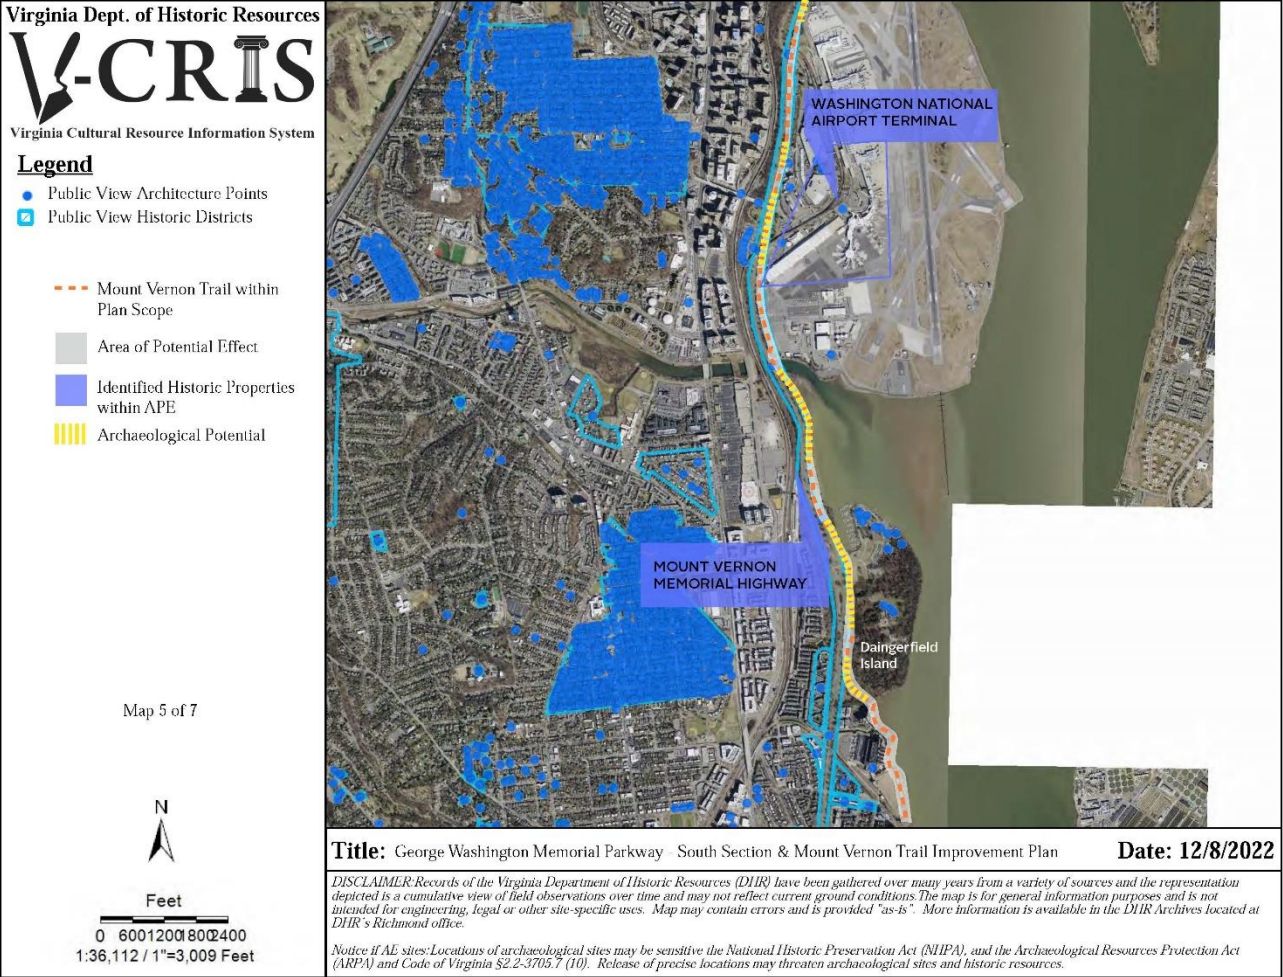 Virginia Dept. of Historic Resources
V-CRIS
Virginia Cultural Resource Information System
Legend
Public View Architecture Points
Public View Historic Districts
Mount Vernon Trail within
Plan Scope
Area of Potential Effect
Identified Historic Properties
within APE
Archaeological Potential
Map 5 of 7
N
Feet
0 600120018002400
1:36,112 / 1"=3,009 Feet
WASHINGTON NATIONAL
AIRPORT TERMINAL
MOUNT VERNON
MEMORIAL HIGHWAY
Daingerfield
Island
Title: George Washington Memorial Parkway - South Section & Mount Vernon Trail Improvement Plan Date: 12/8/2022
DISCLAIMER:Records of the Virginia Department of Historic Resources (DHR) have been gathered over many years from a variety of sources and the representation
depicted is a cumulative view of field observations over time and may not reflect current ground conditions.The map is for general information purposes and is not
intended for engineering, legal or other site-specific uses. Map may contain errors and is provided "as-is". More information is available in the DHR Archives located at
DHR's Richmond office.
Notice if AE sites:Locations of archaeological sites may be sensitive the National Historic Preservation Act (NHPA), and the Archaeological Resources Protection Act
(ARPA) and Code of Virginia §2.2-3705.7 (10). Release of precise locations may threaten archaeological sites and historic resources.